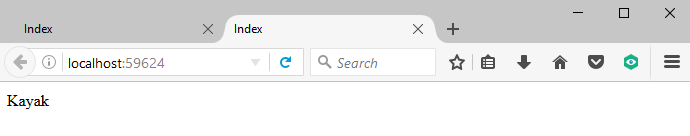 Index
Index
localhost:59624
Search
Kayak